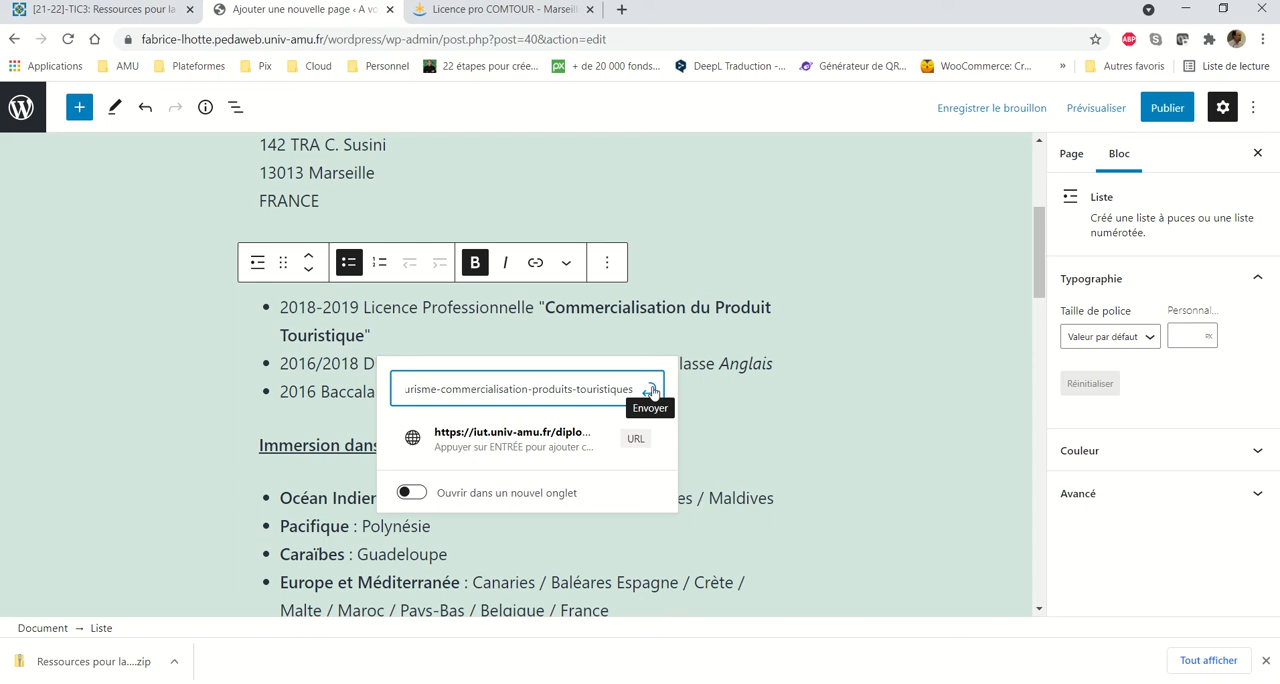 [21-22]-TIC3: Ressources pour la
Ajouter une nouvelle page ‹ A vo
Licence pro COMTOUR - Marseil
fabrice-lhotte.pedaweb.univ-amu.fr/wordpress/wp-admin/post.php?post=40&action=edit
ABP
Applications
AMU
Plateformes
Pix
Cloud
Personnel
22 étapes pour crée...
+ de 20 000 fonds...
DeepL Traduction -...
Générateur de QR...
WooCommerce: Cr...
»
Autres favoris
Liste de lecture
Enregistrer le brouillon
Prévisualiser
Publier
142 TRA C. Susini
13013 Marseille
FRANCE
B I
2018-2019 Licence Professionnelle "Commercialisation du Produit
Touristique"
2016/2018 D
lasse Anglais
2016 Baccala
urisme-commercialisation-produits-touristiques
Envoyer
https://iut.univ-amu.fr/diplo...
Appuyer sur ENTRÉE pour ajouter c...
URL
Ouvrir dans un nouvel onglet
Immersion dans
Océan Indien
es / Maldives
Pacifique : Polynésie
Caraïbes : Guadeloupe
Europe et Méditerranée : Canaries / Baléares Espagne / Crète /
Malte / Maroc / Pays-Bas / Belgique / France
Page
Bloc
Liste
Créé une liste à puces ou une liste
numérotée.
Typographie
Taille de police
Personnal...
Valeur par défaut
PX
Réinitialiser
Couleur
Avancé
Document → Liste
Ressources pour la....zip
Tout afficher